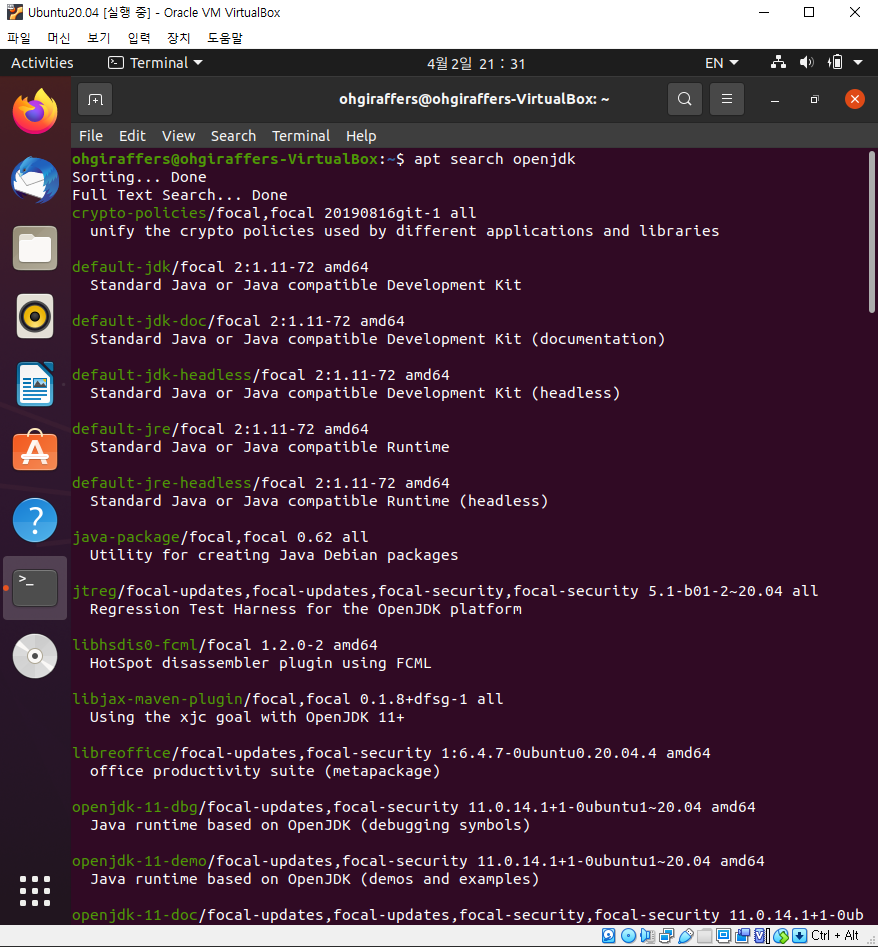 Ubuntu20.04 [실행 중] - Oracle VM VirtualBox
파일 머신 보기 입력 장치 도움말
Activities Terminal 4월 2일 21 : 31 EN
ohgiraffers@ohgiraffers-VirtualBox: ~
File Edit View Search Terminal Help
ohgiraffers@ohgiraffers-VirtualBox:~$ apt search openjdk
Sorting... Done
Full Text Search... Done
crypto-policies/focal,focal 20190816git-1 all
  unify the crypto policies used by different applications and libraries
default-jdk/focal 2:1.11-72 amd64
  Standard Java or Java compatible Development Kit
default-jdk-doc/focal 2:1.11-72 amd64
  Standard Java or Java compatible Development Kit (documentation)
default-jdk-headless/focal 2:1.11-72 amd64
  Standard Java or Java compatible Development Kit (headless)
default-jre/focal 2:1.11-72 amd64
  Standard Java or Java compatible Runtime
default-jre-headless/focal 2:1.11-72 amd64
  Standard Java or Java compatible Runtime (headless)
java-package/focal,focal 0.62 all
  Utility for creating Java Debian packages
jtreg/focal-updates,focal-updates,focal-security,focal-security 5.1-b01-2~20.04 all
  Regression Test Harness for the OpenJDK platform
libhsdis0-fcml/focal 1.2.0-2 amd64
  HotSpot disassembler plugin using FCML
libjax-maven-plugin/focal,focal 0.1.8+dfsg-1 all
  Using the xjc goal with OpenJDK 11+
libreoffice/focal-updates,focal-security 1:6.4.7-0ubuntu0.20.04.4 amd64
  office productivity suite (metapackage)
openjdk-11-dbg/focal-updates,focal-security 11.0.14.1+1-0ubuntu1~20.04 amd64
  Java runtime based on OpenJDK (debugging symbols)
openjdk-11-demo/focal-updates,focal-security 11.0.14.1+1-0ubuntu1~20.04 amd64
  Java runtime based on OpenJDK (demos and examples)
openjdk-11-doc/focal-updates,focal-updates,focal-security,focal-security 11.0.14.1+1-0ub
Ctrl + Alt